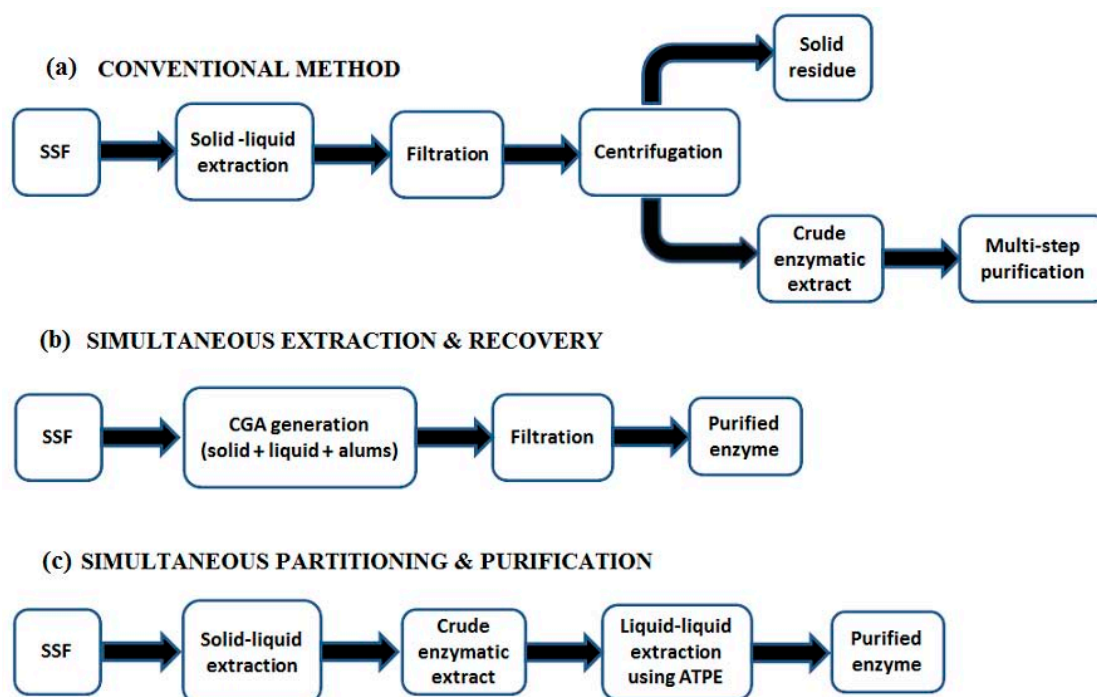 (a) CONVENTIONAL METHOD
Solid
residue
SSF
Solid -liquid
extraction
Filtration
Centrifugation
Crude
enzymatic
extract
Multi-step
purification
(b) SIMULTANEOUS EXTRACTION & RECOVERY
SSF
CGA generation
(solid + liquid + alums)
Filtration
Purified
enzyme
(c) SIMULTANEOUS PARTITIONING & PURIFICATION
SSF
Solid-liquid
extraction
Crude
enzymatic
extract
Liquid-liquid
extraction
using ATPE
Purified
enzyme